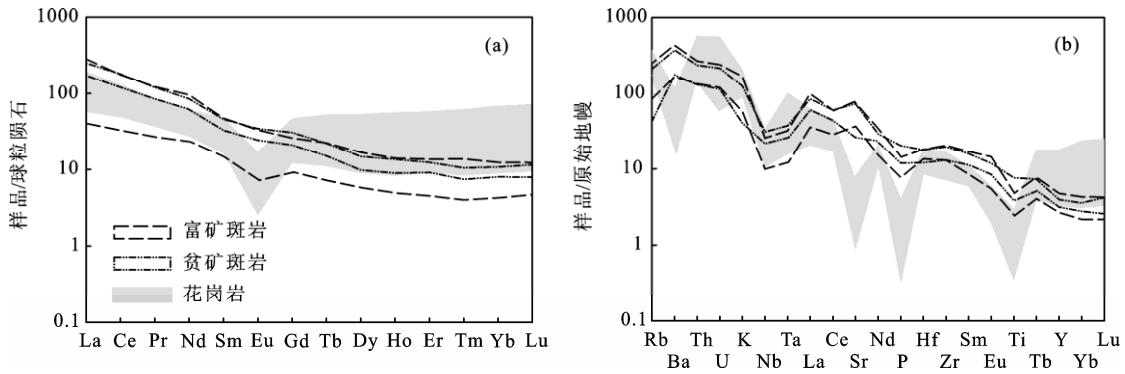 1000
100
10
1
0.1
样品/球粒陨石
(a)
富矿斑岩
贫矿斑岩
花岗岩
La Ce Pr Nd Sm Eu Gd Tb Dy Ho Er Tm Yb Lu
1000
100
10
1
0.1
样品/原始地幔
(b)
Rb Th K Ta Ce Nd Hf Sm Ti Y Lu
Ba U Nb La Sr P Zr Eu Tb Yb